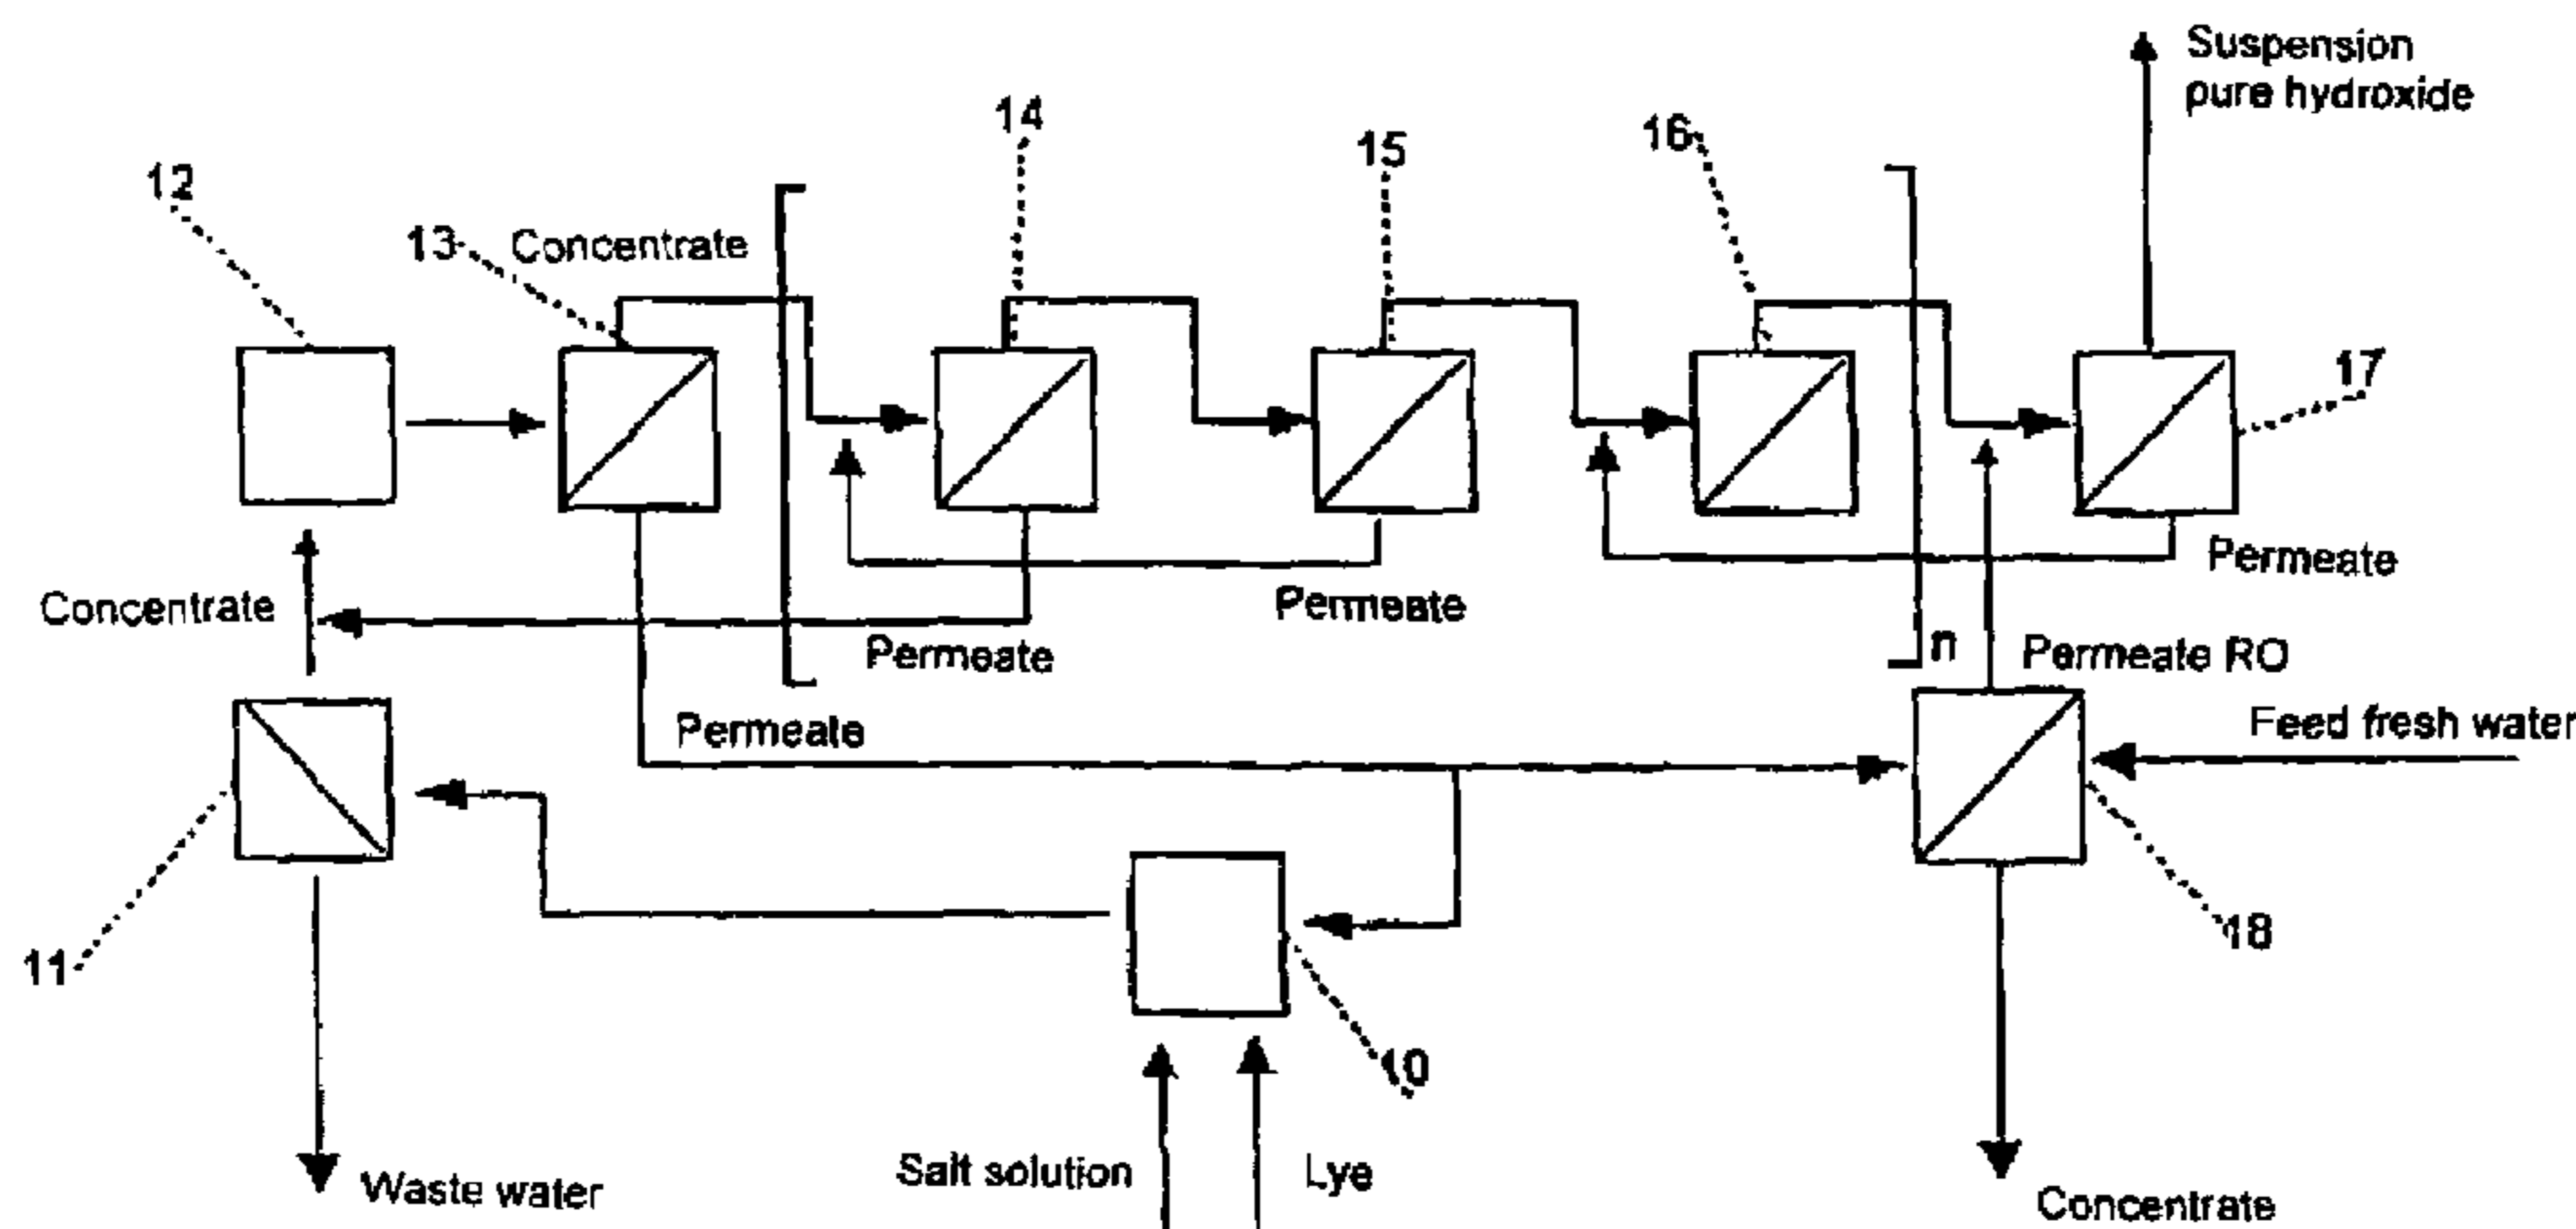 Suspension
pure hydroxide
14
15
16
12
13
Concentrate
17
Permeate
Concentrate
Permeate
Permeate
n
Permeate RO
Permeate
Feed fresh water
11
18
10
Salt solution
Lye
Waste water
Concentrate